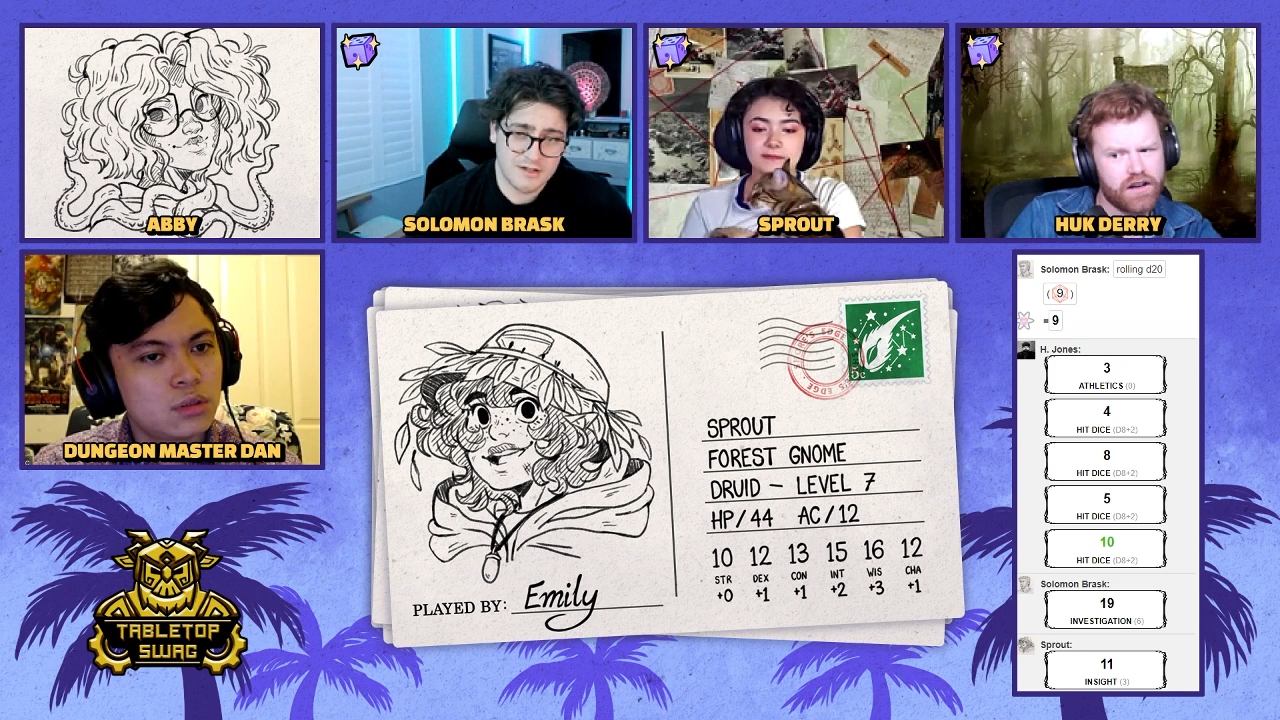 ABBY
SOLOMON BRASK
SPROUT
HUK DERRY
DUNGEON MASTER DAN
TABLETOP
SWAG
5c
SPROUT
FOREST GNOME
DRUID – LEVEL 7
HP/44 AC/12
10 12 13 15 16 12
STR DEX CON INT WIS CHA
+0 +1 +1 +2 +3 +1
PLAYED BY: Emily
Solomon Brask: rolling d20
(9)
= 9
H. Jones:
3
ATHLETICS (0)
4
HIT DICE (D8+2)
8
HIT DICE (D8+2)
5
HIT DICE (D8+2)
10
HIT DICE (D8+2)
Solomon Brask:
19
INVESTIGATION (6)
Sprout:
11
INSIGHT (3)